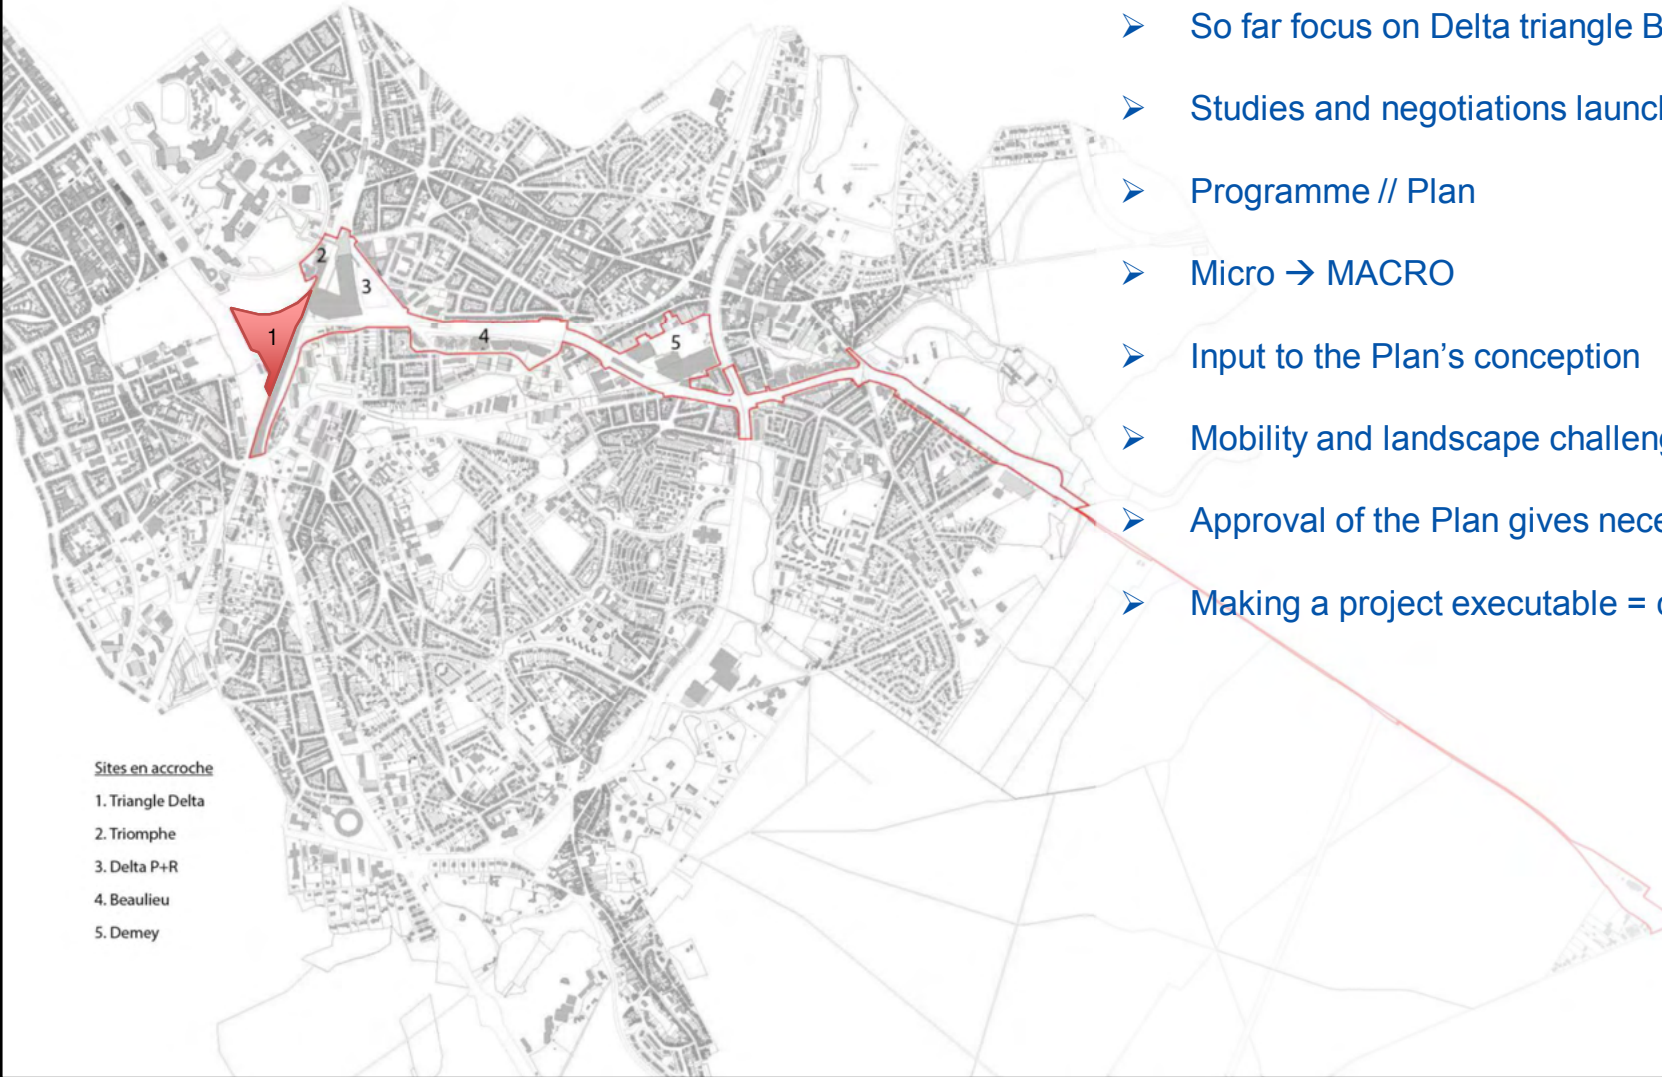 ➢ So far focus on Delta triangle B
➢ Studies and negotiations launch
➢ Programme // Plan
➢ Micro → MACRO
➢ Input to the Plan's conception
➢ Mobility and landscape challeng
➢ Approval of the Plan gives nece
➢ Making a project executable =
1
2
3
4
5
Sites en accroche
1. Triangle Delta
2. Triomphe
3. Delta P+R
4. Beaulieu
5. Demey